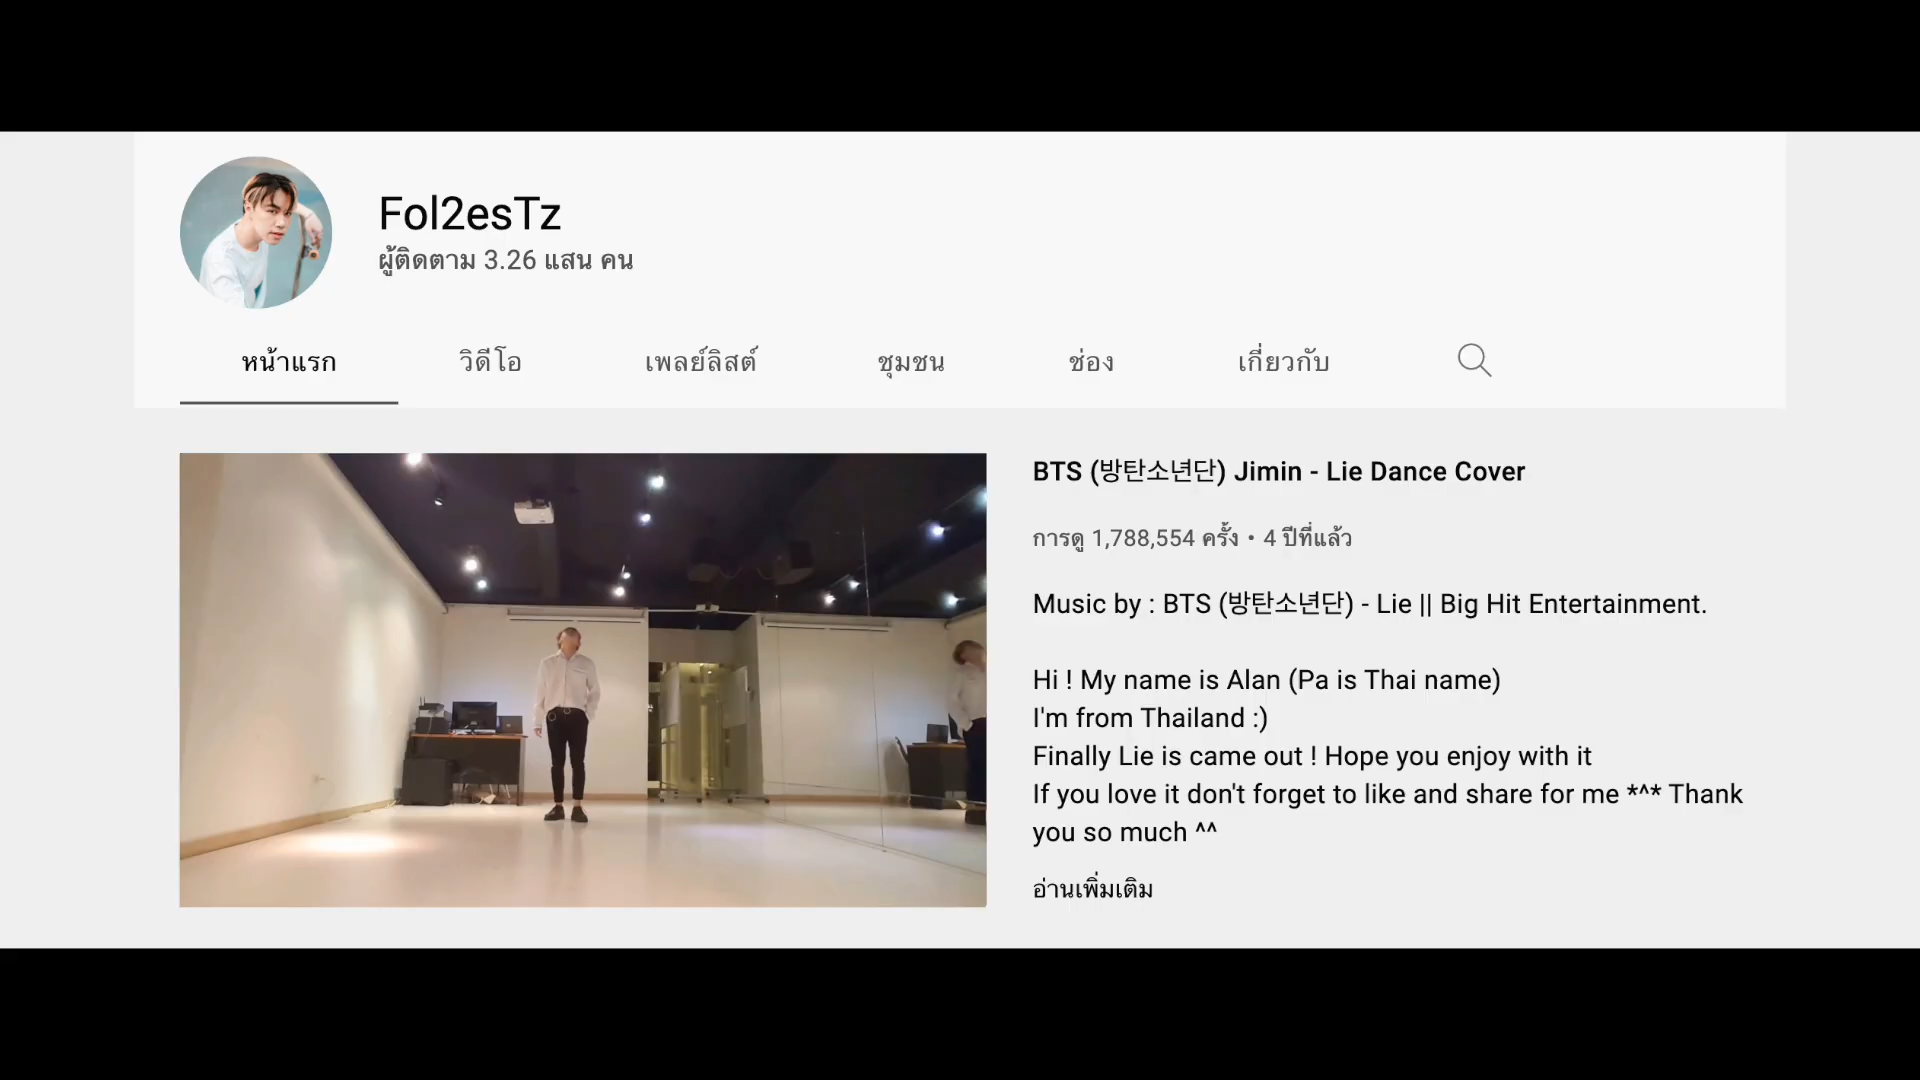 Fol2esTz
ผู้ติดตาม 3.26 แสน คน
หน้าแรก
วิดีโอ
เพลย์ลิสต์
ชุมชน
ช่อง
เกี่ยวกับ
BTS (방탄소년단) Jimin - Lie Dance Cover
การดู 1,788,554 ครั้ง • 4 ปีที่แล้ว
Music by : BTS (방탄소년단) - Lie || Big Hit Entertainment.
Hi ! My name is Alan (Pa is Thai name)
I'm from Thailand :)
Finally Lie is came out ! Hope you enjoy with it
If you love it don't forget to like and share for me *^* Thank
you so much ^^
อ่านเพิ่มเติม